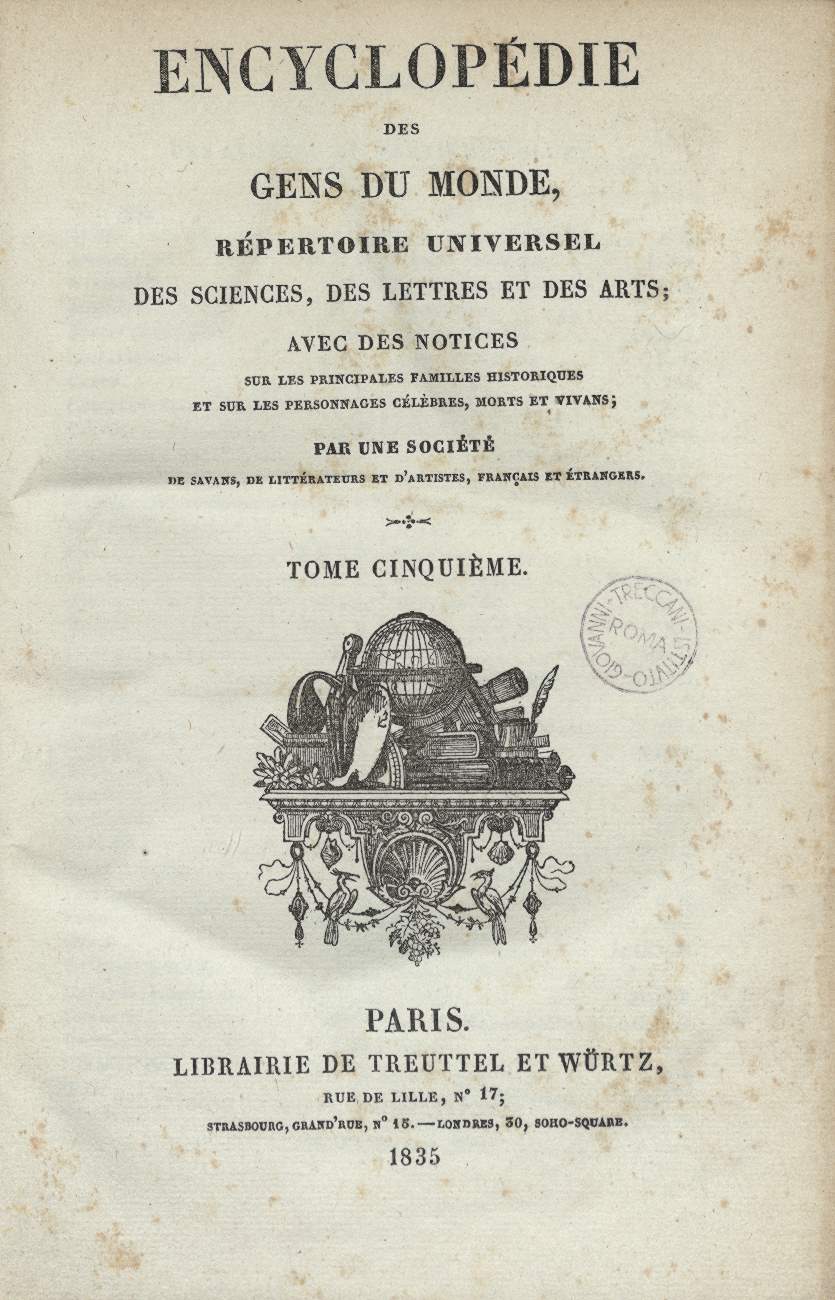 ENCYCLOPÉDIE
DES
GENS DU MONDE,
RÉPERTOIRE UNIVERSEL
DES SCIENCES, DES LETTRES ET DES ARTS;
AVEC DES NOTICES
SUR LES PRINCIPALES FAMILLES HISTORIQUES
ET SUR LES PERSONNAGES CÉLÈBRES, MORTS ET VIVANS;
PAR UNE SOCIÉTÉ
DE SAVANS, DE LITTÉRATEURS ET D'ARTISTES, FRANÇAIS ET ÉTRANGERS.
TOME CINQUIÈME.
GIOVANNI-TRECCANI-ISTITVTO-
ROMA
PARIS.
LIBRAIRIE DE TREUTTEL ET WÜRTZ,
RUE DE LILLE, N° 17;
STRASBOURG, GRAND'RUE, N° 15.—LONDRES, 30, SOHO-SQUARE.
1835